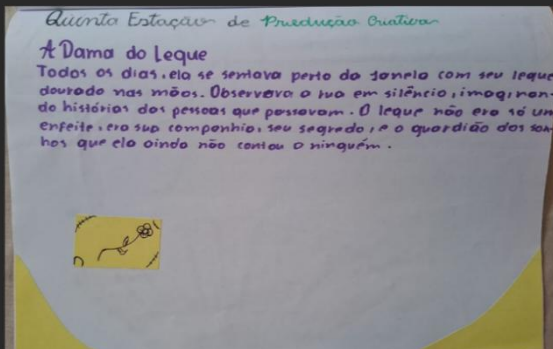 Quinta Estação de Pruedução Criativa
A Dama do Leque
Todos os dias, ela se sentava perto da janela com seu leque
dourado nas mãos. Observava a rua em silêncio, imaginan-
do histórias das pessoas que passavam. O leque não era só um
enfeite, era sua companhia, seu segredo, e o guardião dos son-
hos que ela ainda não contou a ninguém.